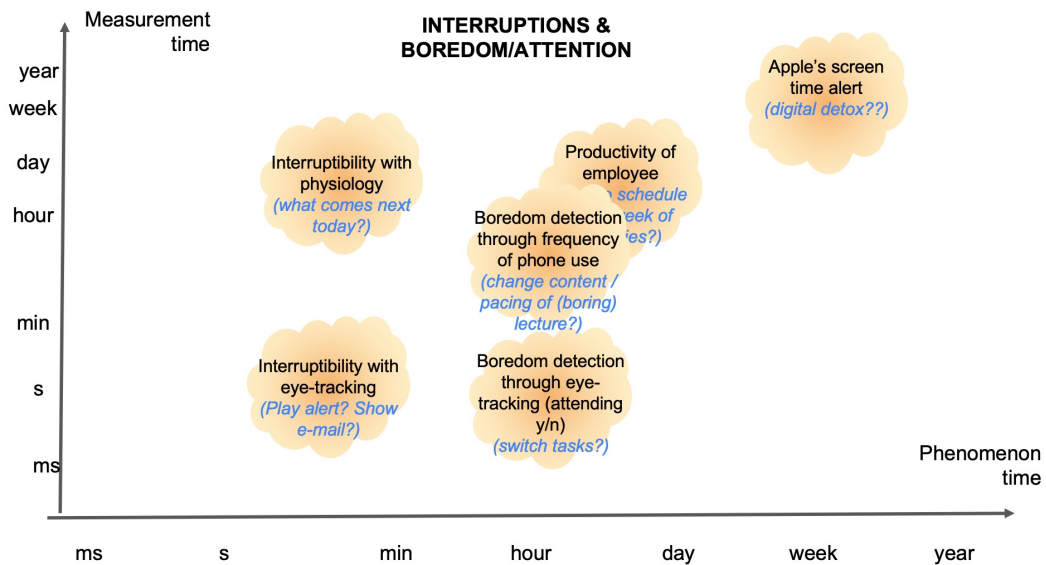 Measurement
time
INTERRUPTIONS &
BOREDOM/ATTENTION
year
week
day
hour
min
s
ms
Apple's screen
time alert
(digital detox??)
Interruptibility with
physiology
(what comes next
today?)
Productivity of
employee
schedule
of
Boredom detection
through frequency
of phone use
(change content /
pacing of (boring)
lecture?)
Interruptibility with
eye-tracking
(Play alert? Show
e-mail?)
Boredom detection
through eye-
tracking (attending
y/n)
(switch tasks?)
Phenomenon
time
ms
s
min
hour
day
week
year